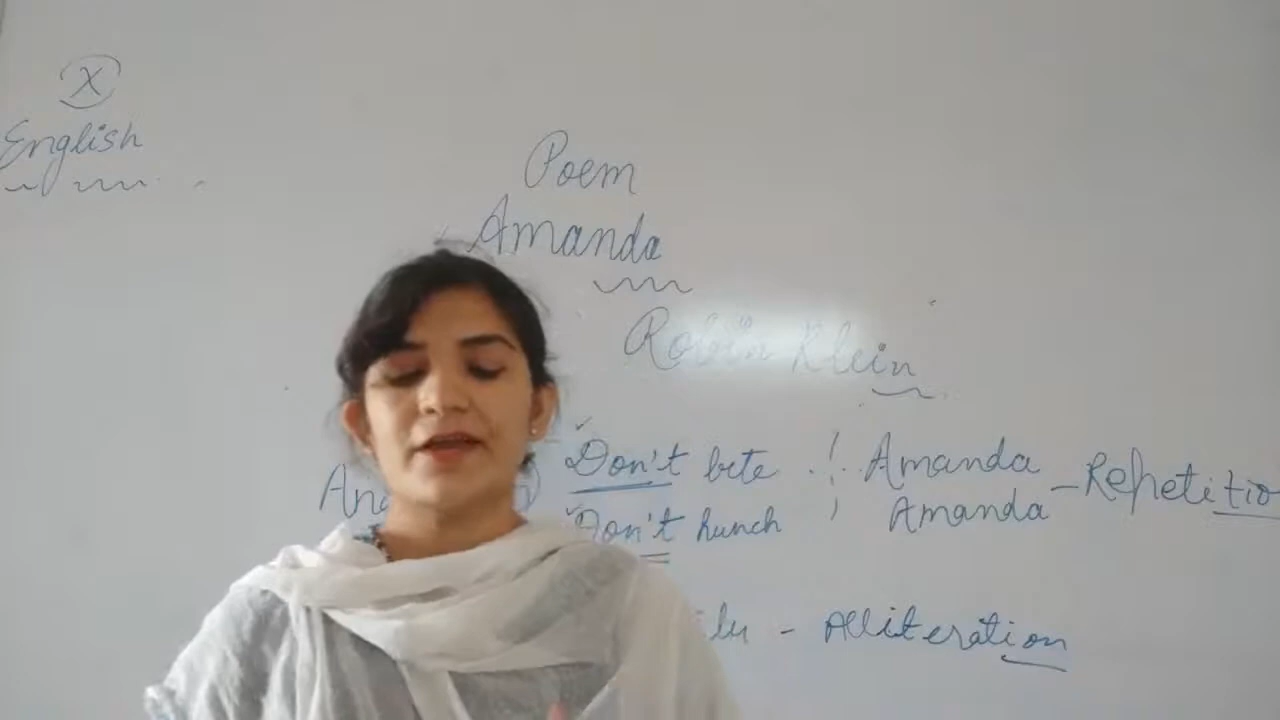 X
English
Poem
Amanda
Robin Klein
Don't bite ! Amanda
Don't hunch ! Amanda - Repetitio
- Alliteration